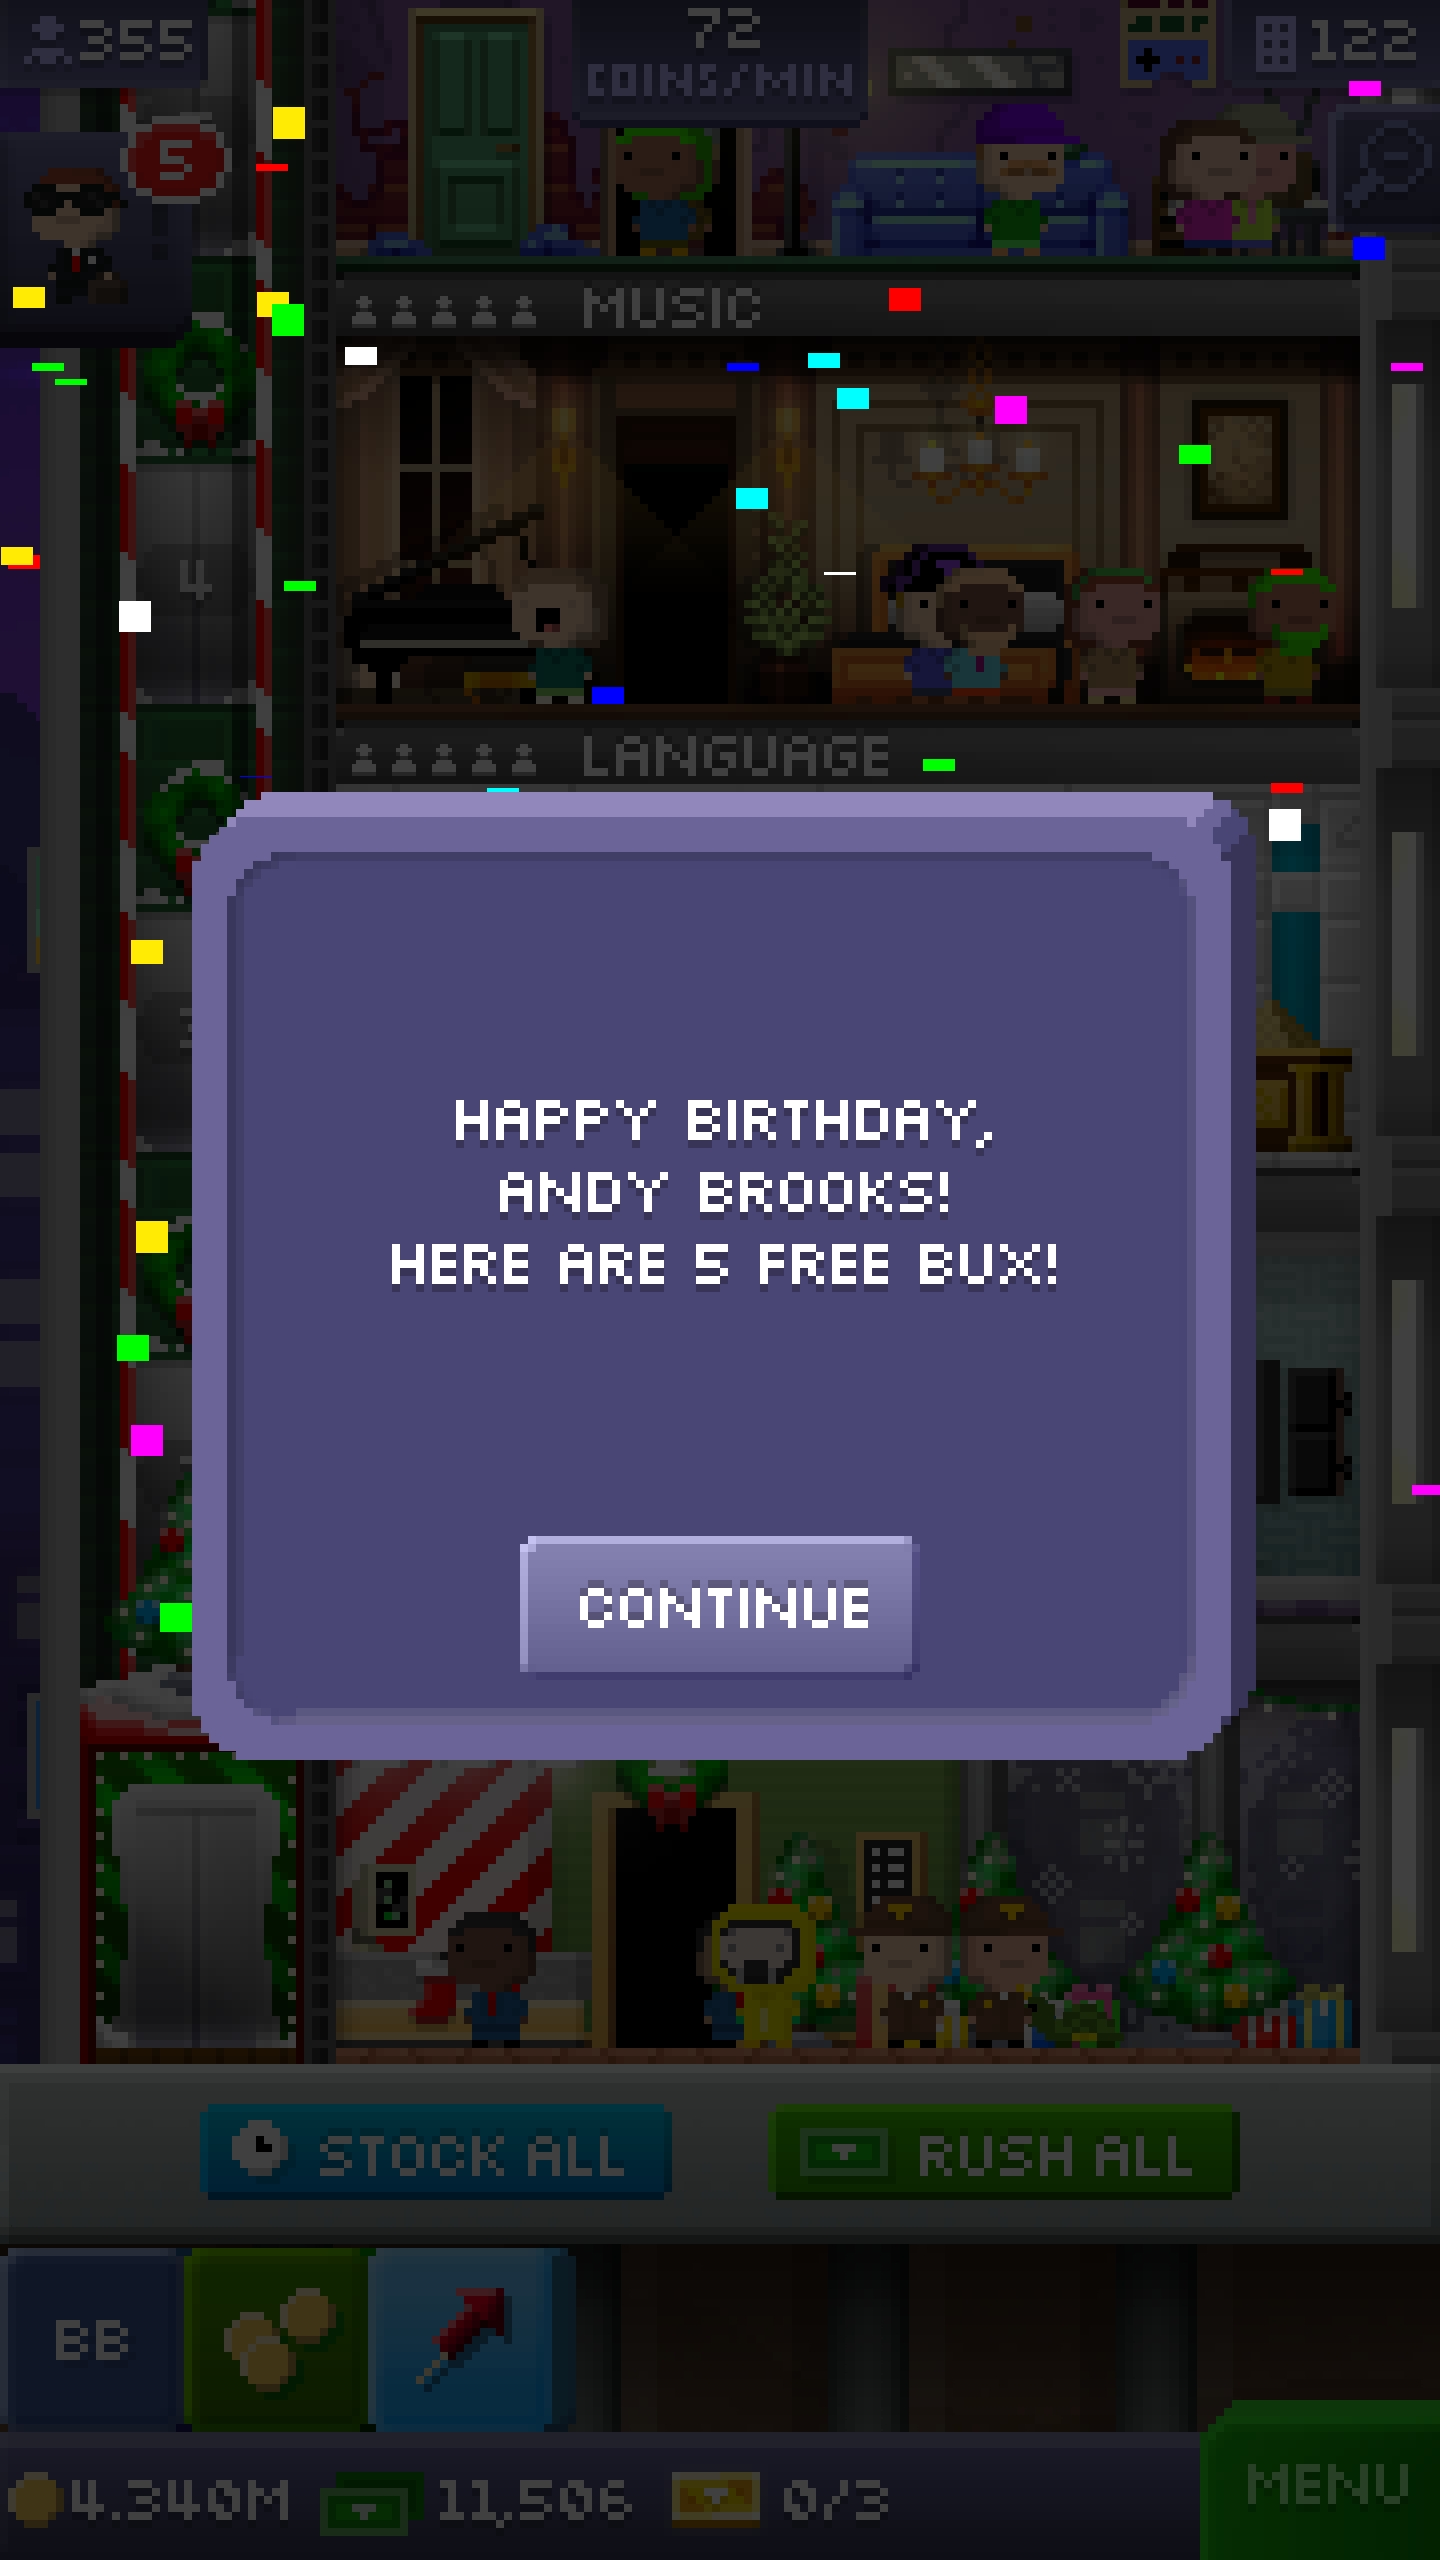 355
72
COINS/MIN
122
5
MUSIC
4
LANGUAGE
HAPPY BIRTHDAY,
ANDY BROOKS!
HERE ARE 5 FREE BUX!
CONTINUE
STOCK ALL
RUSH ALL
BB
4.340M
11,506
0/3
MENU